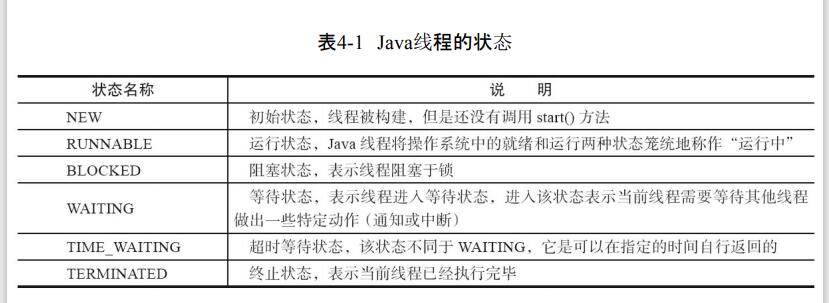 表4-1 Java线程的状态
状态名称 说 明
NEW 初始状态，线程被构建，但是还没有调用 start() 方法
RUNNABLE 运行状态，Java 线程将操作系统中的就绪和运行两种状态笼统地称作“运行中”
BLOCKED 阻塞状态，表示线程阻塞于锁
WAITING 等待状态，表示线程进入等待状态，进入该状态表示当前线程需要等待其他线程
做出一些特定动作（通知或中断）
TIME_WAITING 超时等待状态，该状态不同于 WAITING，它是可以在指定的时间自行返回的
TERMINATED 终止状态，表示当前线程已经执行完毕